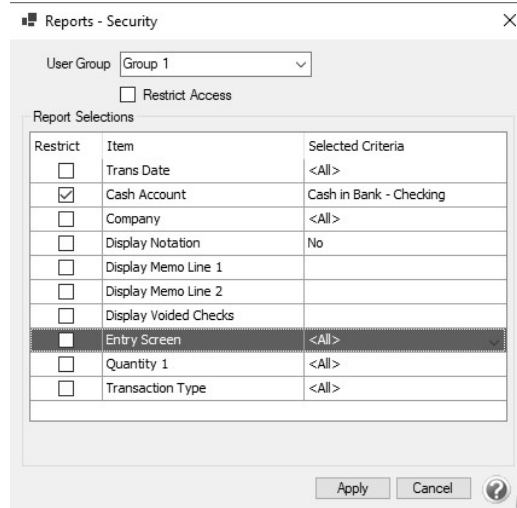 Reports - Security
User Group Group 1
Restrict Access
Report Selections
Restrict Item Selected Criteria
Trans Date <All>
Cash Account Cash in Bank - Checking
Company <All>
Display Notation No
Display Memo Line 1
Display Memo Line 2
Display Voided Checks
Entry Screen <All>
Quantity 1 <All>
Transaction Type <All>
Apply Cancel ?